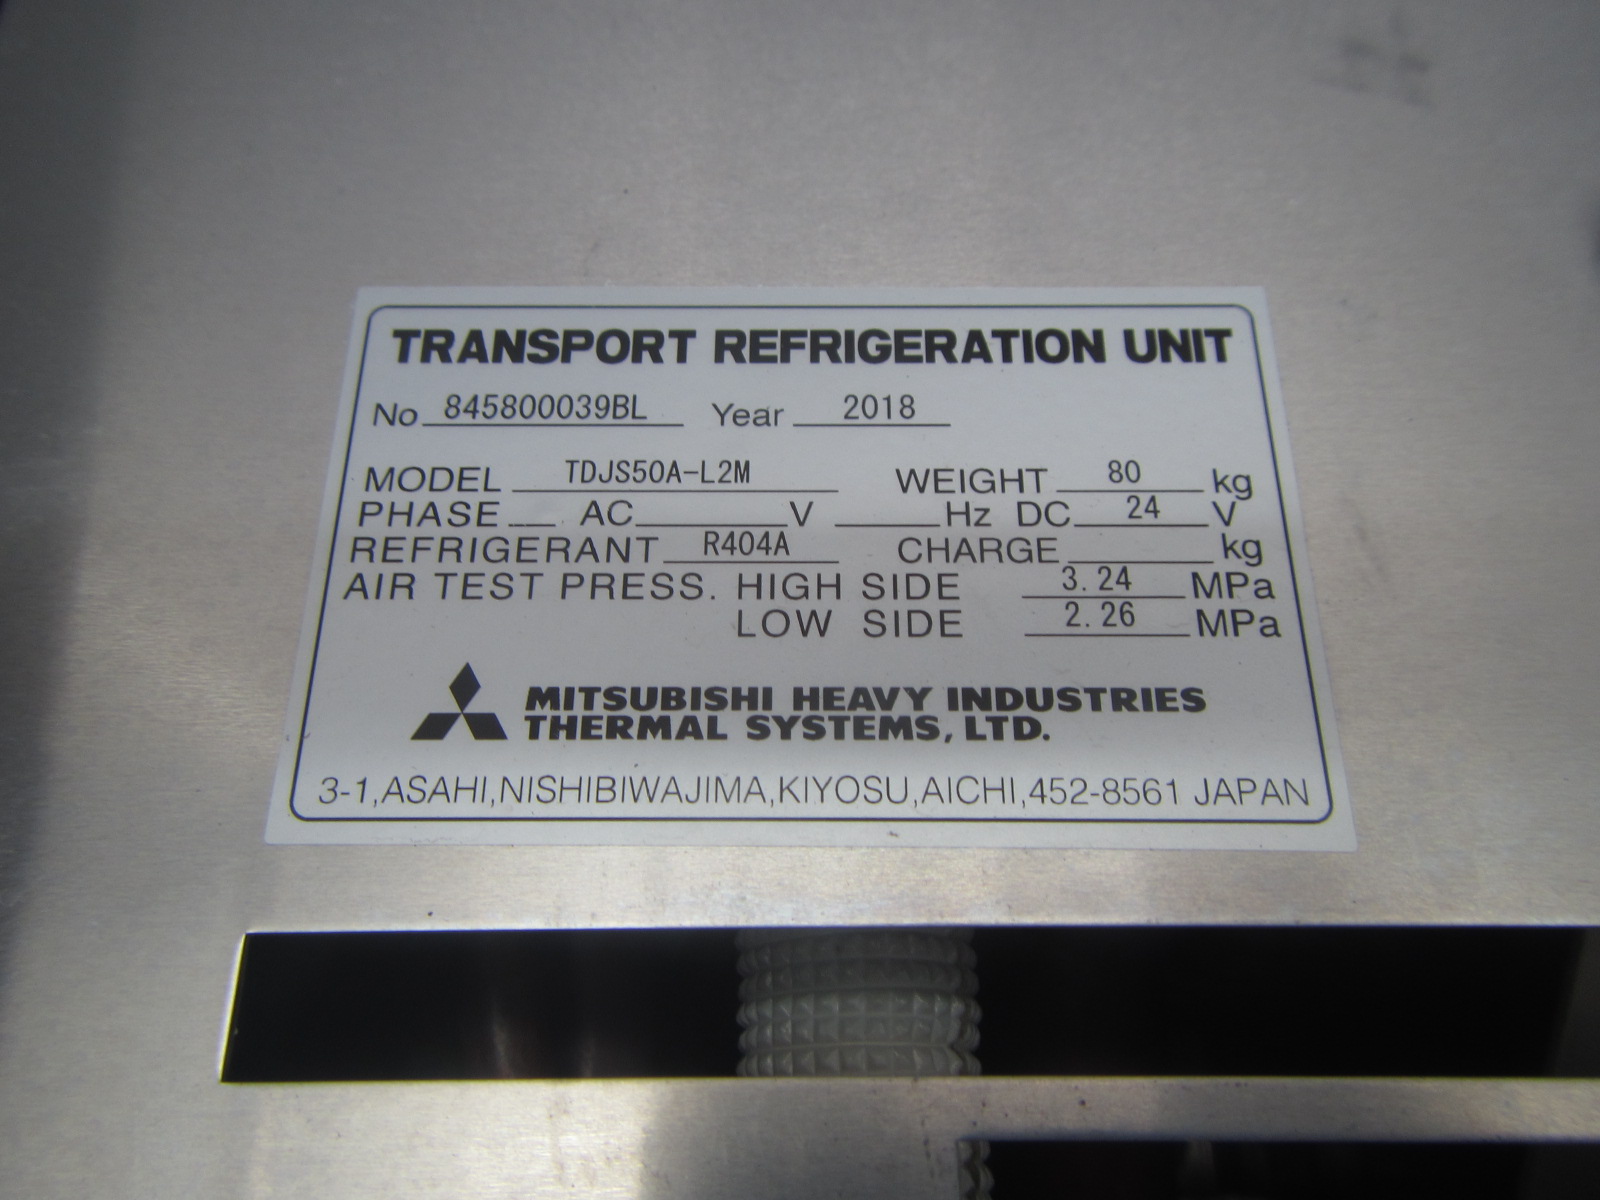 TRANSPORT REFRIGERATION UNIT
No 845800039BL Year 2018
MODEL TDJS50A-L2M WEIGHT 80 kg
PHASE AC V Hz DC 24 V
REFRIGERANT R404A CHARGE kg
AIR TEST PRESS. HIGH SIDE 3.24 MPa
LOW SIDE 2.26 MPa
MITSUBISHI HEAVY INDUSTRIES
THERMAL SYSTEMS, LTD.
3-1,ASAHI,NISHIBIWAJIMA,KIYOSU,AICHI,452-8561 JAPAN